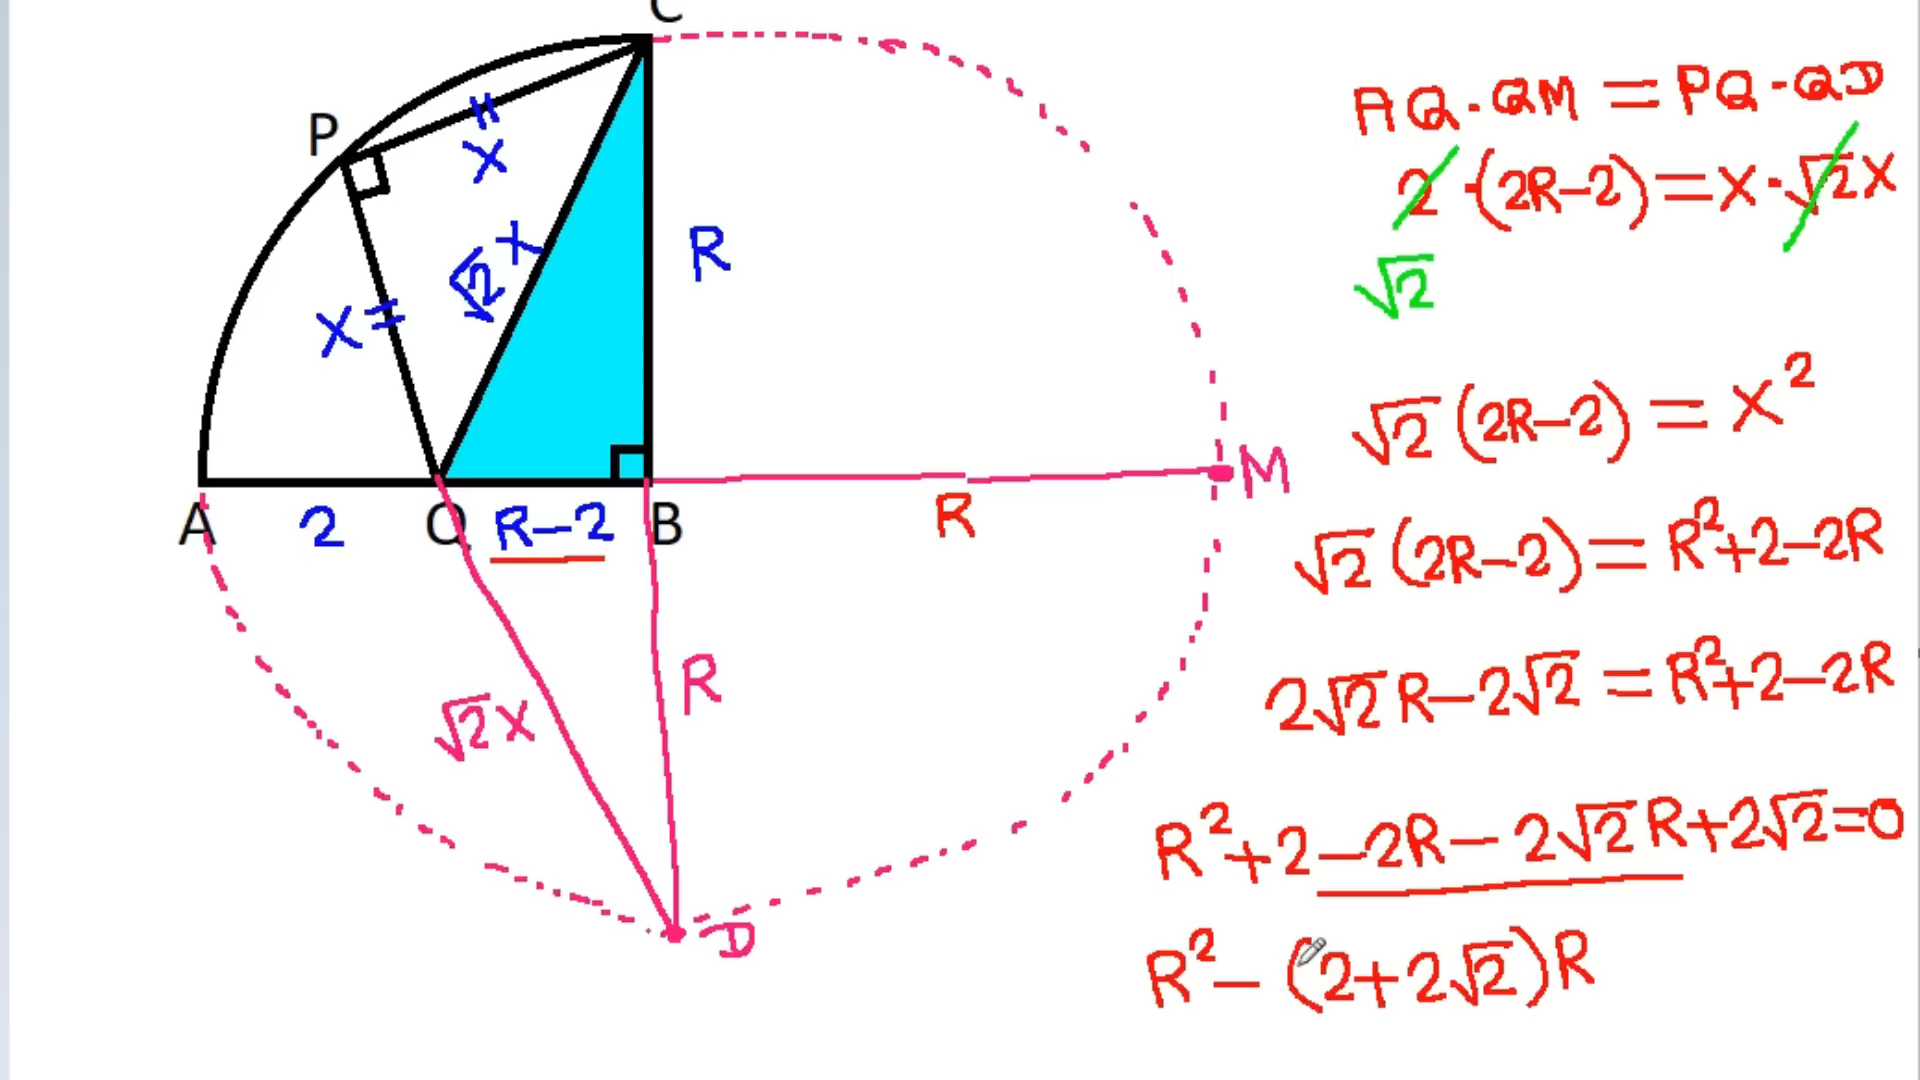 C
P
X
X
√2 X
R
A
2
Q
R-2
B
R
M
√2 X
R
D
AQ·QM = PQ·QD
2·(2R-2) = X·√2X
√2
√2(2R-2) = X²
√2(2R-2) = R²+2-2R
2√2R-2√2 = R²+2-2R
R²+2-2R-2√2R+2√2=0
R²-(2+2√2)R